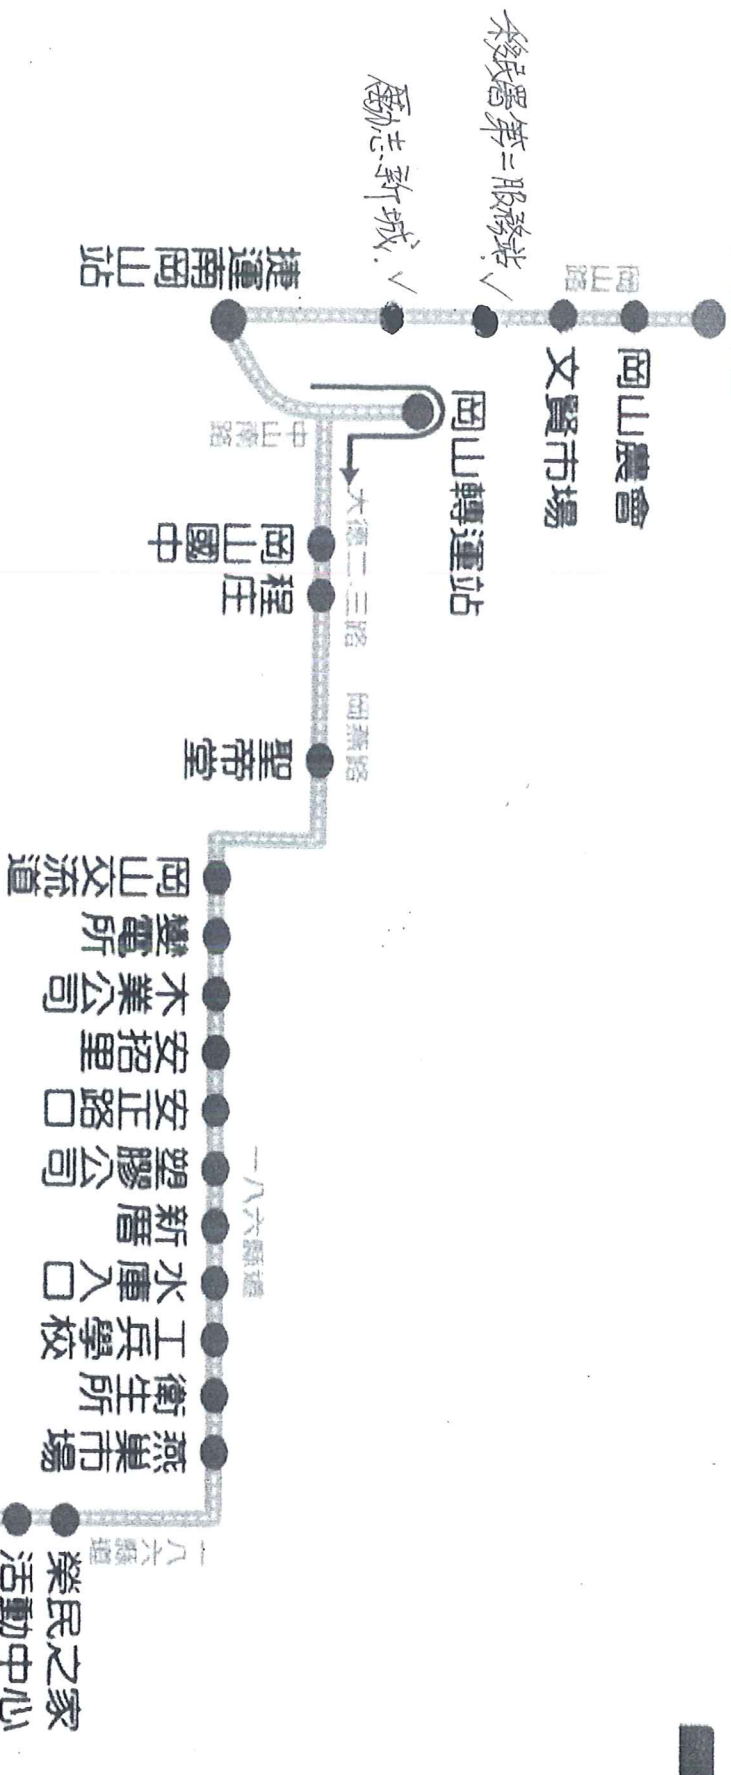 岡山農會
文賢市場
岡山路
第二服務站 ✓
勵志新城. ✓
捷運南岡山站
岡山轉運站
中山南路
大德二.三路
岡山國中
程庄
岡燕路
聖帝堂
岡山交流道
變電所
木業公司
安招里
安正路口
塑膠公司
新厝
一八六縣道
水庫入口
工兵學校
衛生所
燕巢市場
一八六縣道
榮民之家
活動中心